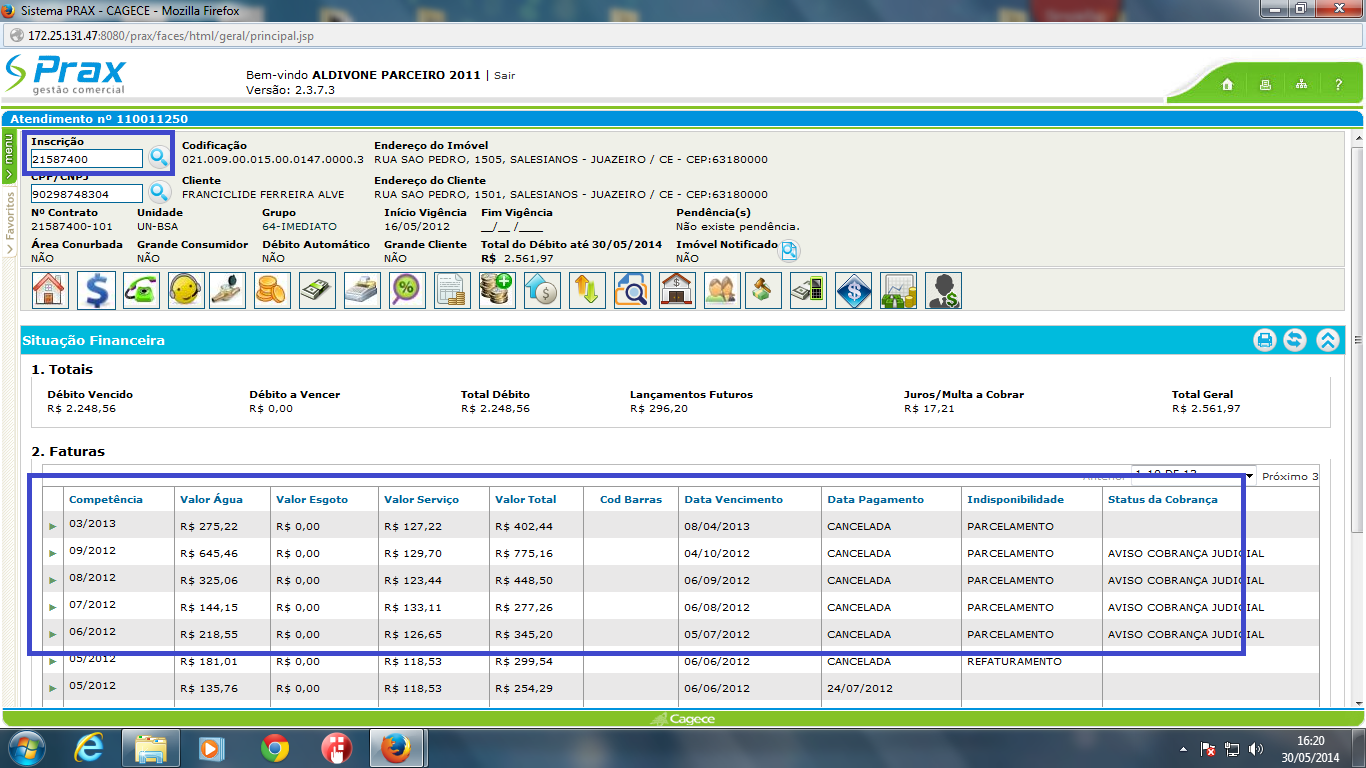 Sistema PRAX - CAGECE - Mozilla Firefox
172.25.131.47:8080/prax/faces/html/geral/principal.jsp
Prax
gestão comercial
Bem-vindo ALDIVONE PARCEIRO 2011 | Sair
Versão: 2.3.7.3
?
Atendimento nº 110011250
menu
Favoritos
Inscrição
21587400
Codificação
021.009.00.015.00.0147.0000.3
Endereço do Imóvel
RUA SAO PEDRO, 1505, SALESIANOS - JUAZEIRO / CE - CEP:63180000
CPF/CNPJ
90298748304
Cliente
FRANCICLIDE FERREIRA ALVE
Endereço do Cliente
RUA SAO PEDRO, 1501, SALESIANOS - JUAZEIRO / CE - CEP:63180000
Nº Contrato Unidade Grupo Início Vigência Fim Vigência Pendência(s)
21587400-101 UN-BSA 64-IMEDIATO 16/05/2012 __/__ /____ Não existe pendência.
Área Conurbada Grande Consumidor Débito Automático Grande Cliente Total do Débito até 30/05/2014 Imóvel Notificado
NÃO NÃO NÃO NÃO R$ 2.561,97 NÃO
Situação Financeira
1. Totais
Débito Vencido Débito a Vencer Total Débito Lançamentos Futuros Juros/Multa a Cobrar Total Geral
R$ 2.248,56 R$ 0,00 R$ 2.248,56 R$ 296,20 R$ 17,21 R$ 2.561,97
2. Faturas
Anterior 1-10 DE 13 Próximo 3
Competência Valor Água Valor Esgoto Valor Serviço Valor Total Cod Barras Data Vencimento Data Pagamento Indisponibilidade Status da Cobrança
03/2013 R$ 275,22 R$ 0,00 R$ 127,22 R$ 402,44 08/04/2013 CANCELADA PARCELAMENTO
09/2012 R$ 645,46 R$ 0,00 R$ 129,70 R$ 775,16 04/10/2012 CANCELADA PARCELAMENTO AVISO COBRANÇA JUDICIAL
08/2012 R$ 325,06 R$ 0,00 R$ 123,44 R$ 448,50 06/09/2012 CANCELADA PARCELAMENTO AVISO COBRANÇA JUDICIAL
07/2012 R$ 144,15 R$ 0,00 R$ 133,11 R$ 277,26 06/08/2012 CANCELADA PARCELAMENTO AVISO COBRANÇA JUDICIAL
06/2012 R$ 218,55 R$ 0,00 R$ 126,65 R$ 345,20 05/07/2012 CANCELADA PARCELAMENTO AVISO COBRANÇA JUDICIAL
05/2012 R$ 181,01 R$ 0,00 R$ 118,53 R$ 299,54 06/06/2012 CANCELADA REFATURAMENTO
05/2012 R$ 135,76 R$ 0,00 R$ 118,53 R$ 254,29 06/06/2012 24/07/2012
Cagece
16:20
30/05/2014